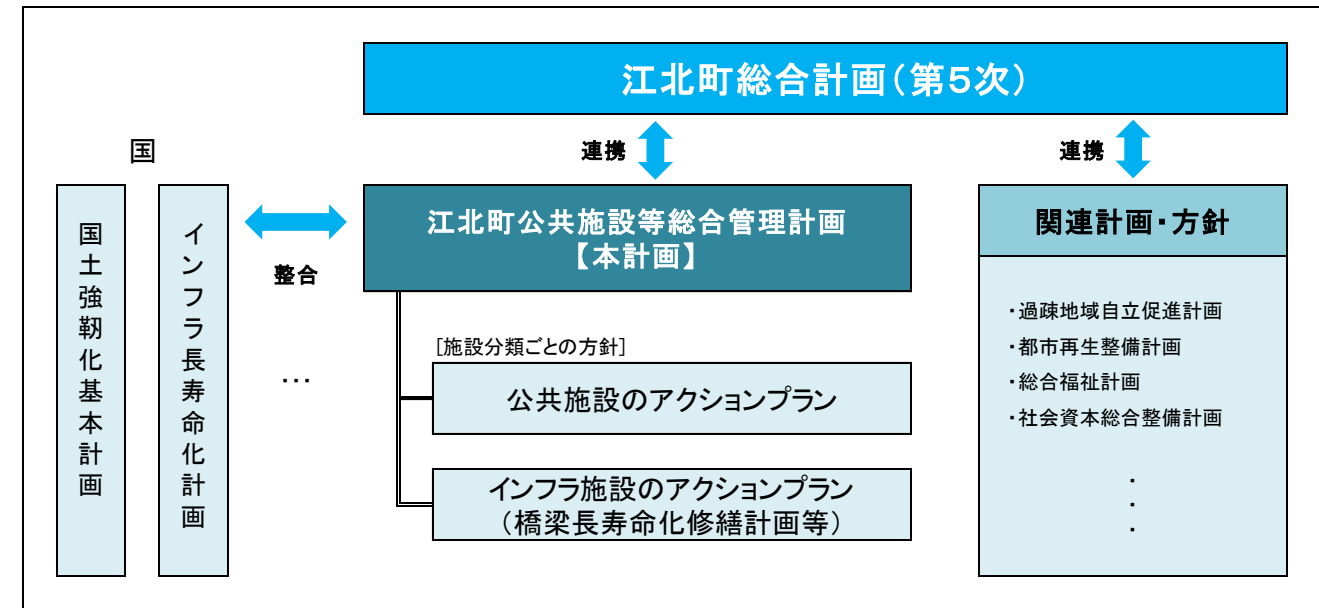 江北町総合計画（第５次）
連携
連携
国
国土強靭化基本計画
インフラ長寿命化計画
整合
…
江北町公共施設等総合管理計画
【本計画】
[施設分類ごとの方針]
公共施設のアクションプラン
インフラ施設のアクションプラン
（橋梁長寿命化修繕計画等）
関連計画・方針
・過疎地域自立促進計画
・都市再生整備計画
・総合福祉計画
・社会資本総合整備計画
・
・
・